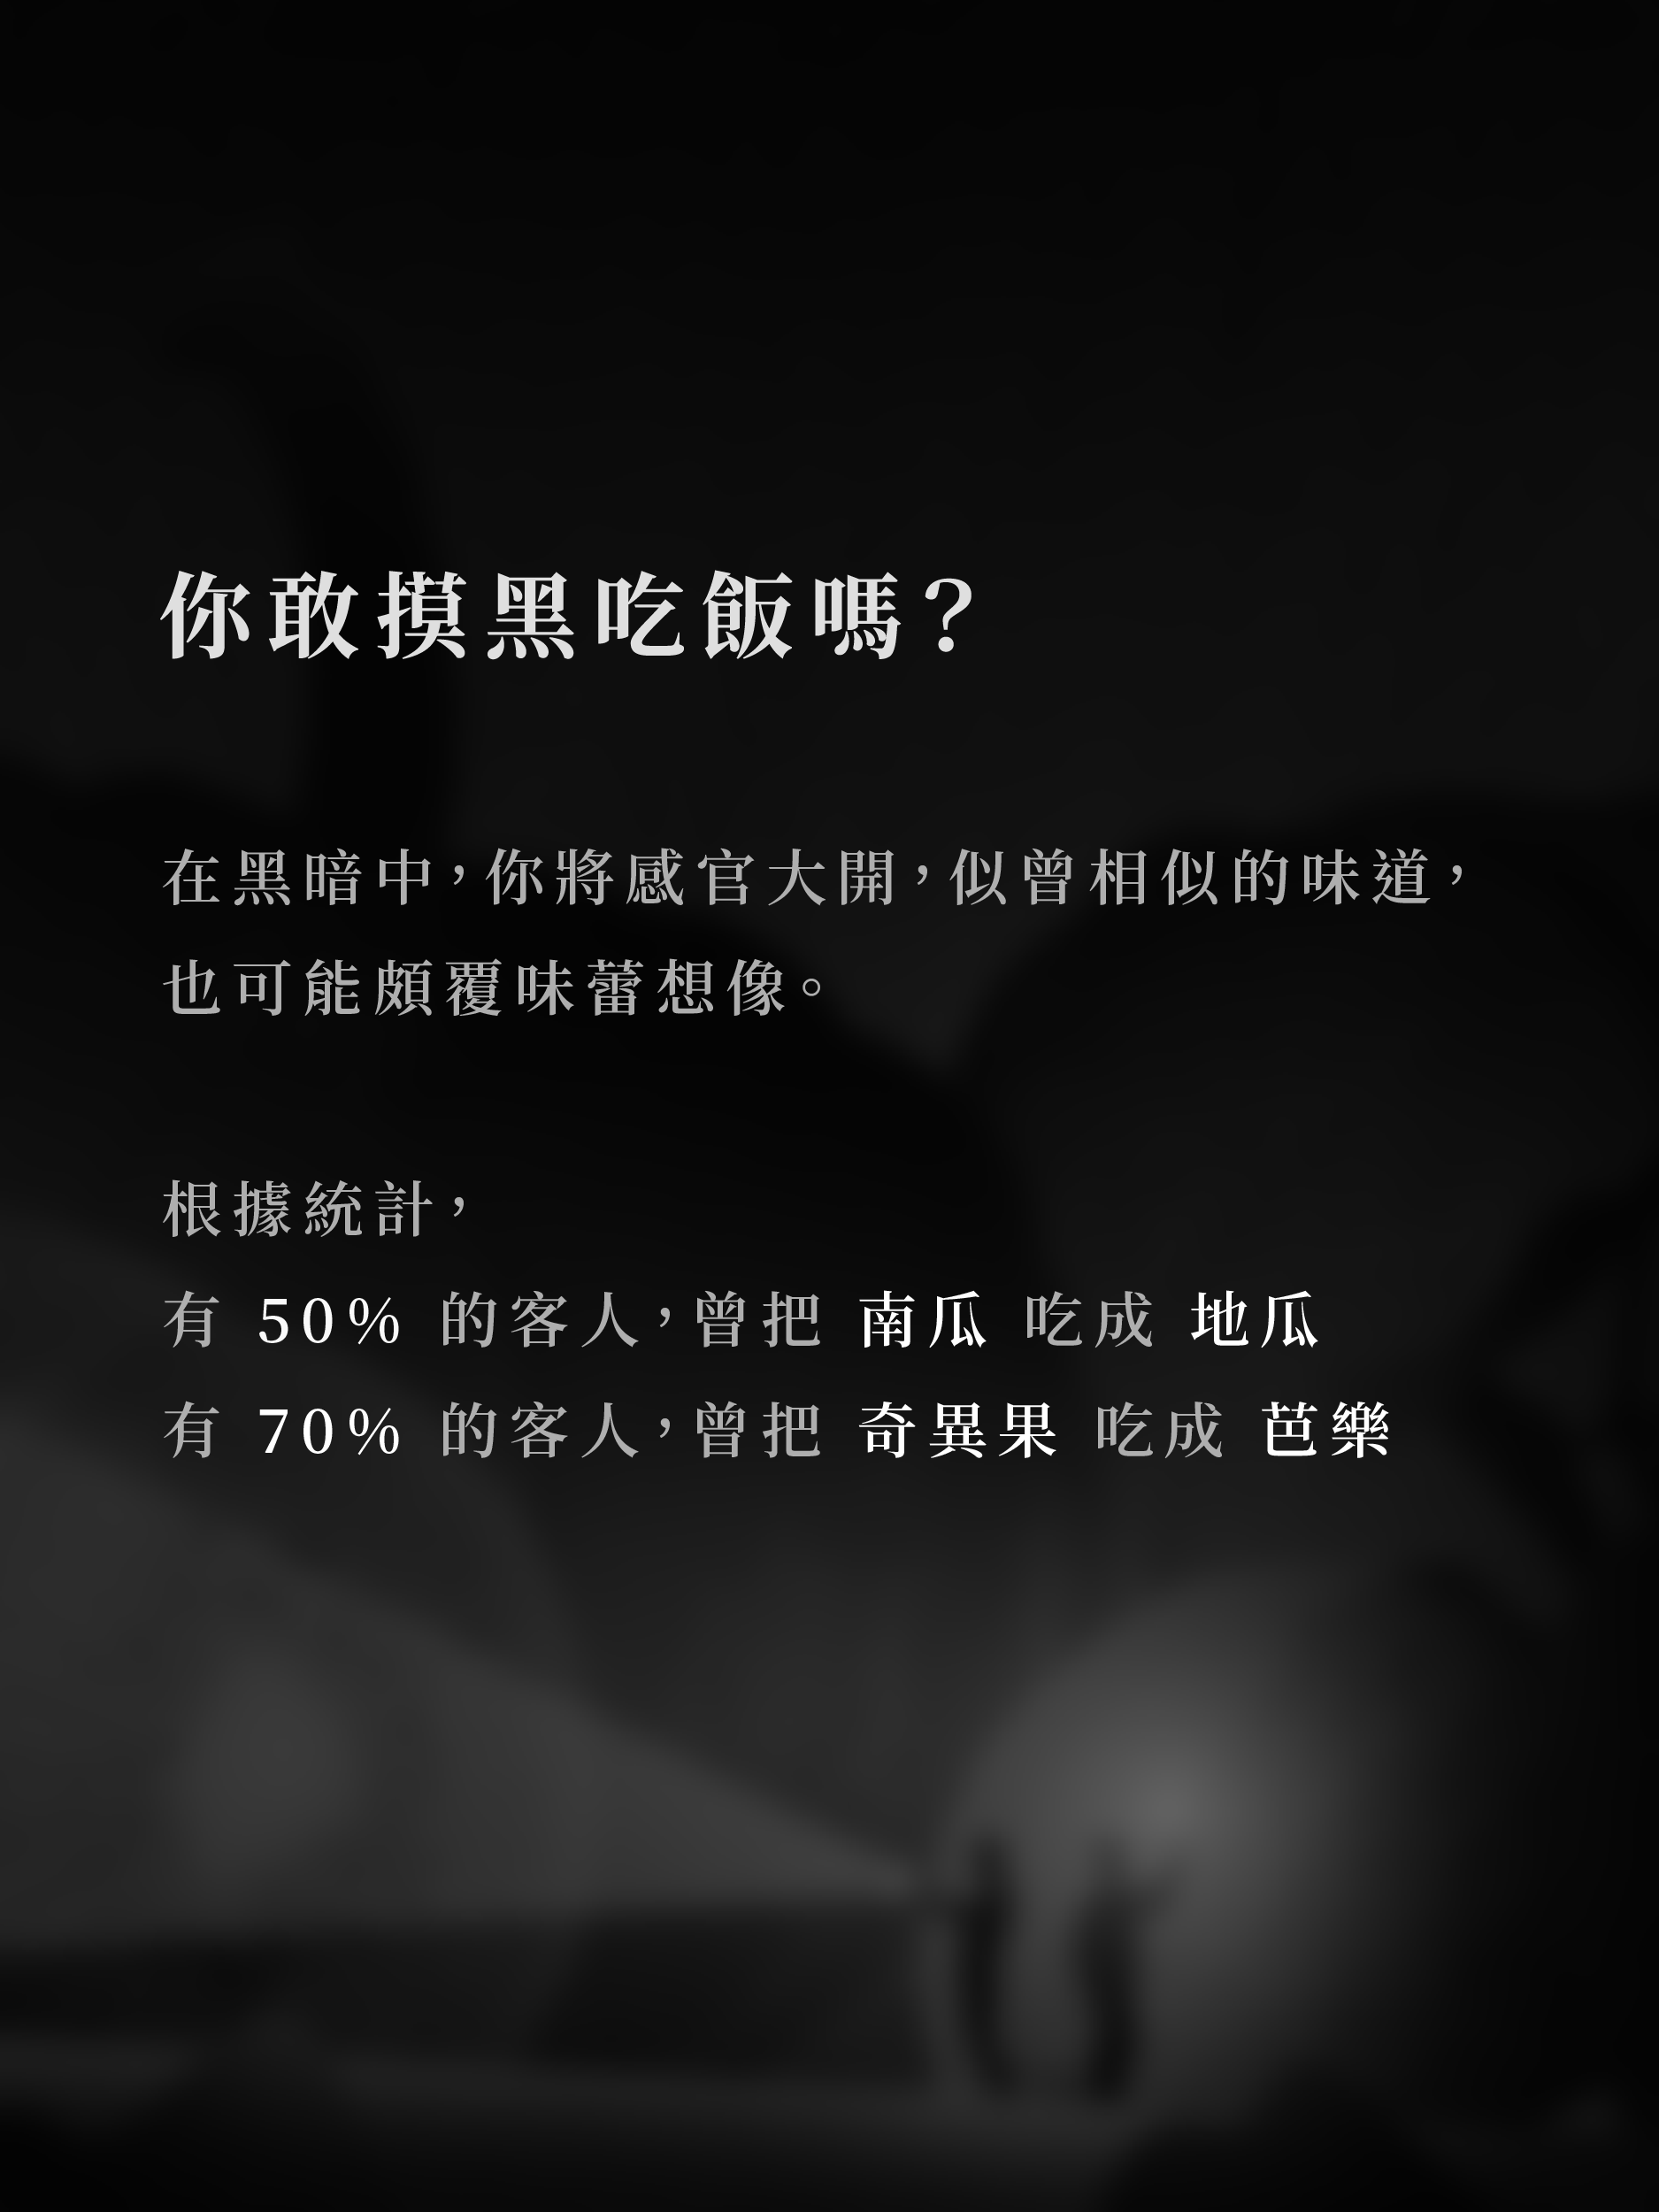 你敢摸黑吃飯嗎？
在黑暗中，你將感官大開，似曾相似的味道，
也可能頗覆味蕾想像。
根據統計，
有 50% 的客人，曾把 南瓜 吃成 地瓜
有 70% 的客人，曾把 奇異果 吃成 芭樂